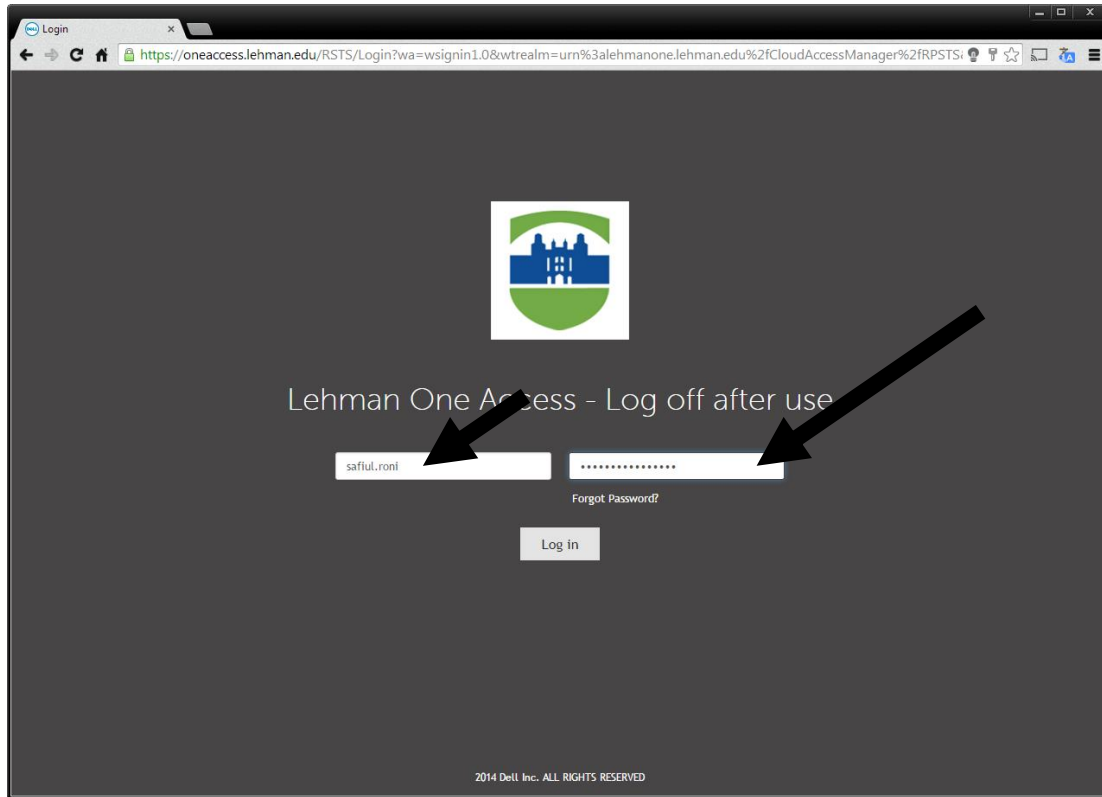 Login
https://oneaccess.lehman.edu/RSTS/Login?wa=wsignin1.0&wtrealm=urn%3alehmanone.lehman.edu%2fCloudAccessManager%2fRPSTS
Lehman One Access - Log off after use
safiul.roni
••••••••••••••••
Forgot Password?
Log in
2014 Dell Inc. ALL RIGHTS RESERVED